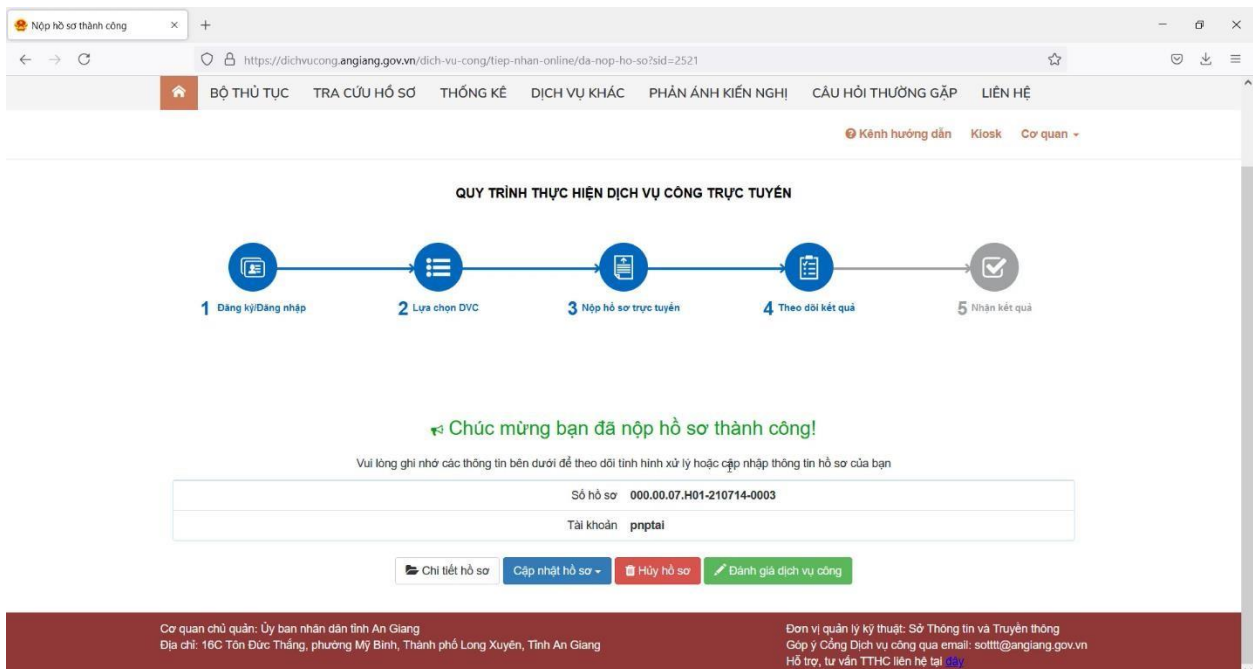 Nộp hồ sơ thành công
https://dichvucong.angiang.gov.vn/dich-vu-cong/tiep-nhan-online/da-nop-ho-so?sid=2521
BỘ THỦ TỤC TRA CỨU HỒ SƠ THỐNG KÊ DỊCH VỤ KHÁC PHẢN ÁNH KIẾN NGHỊ CÂU HỎI THƯỜNG GẶP LIÊN HỆ
Kênh hướng dẫn Kiosk Cơ quan
QUY TRÌNH THỰC HIỆN DỊCH VỤ CÔNG TRỰC TUYẾN
1 Đăng ký/Đăng nhập 2 Lựa chọn DVC 3 Nộp hồ sơ trực tuyến 4 Theo dõi kết quả 5 Nhận kết quả
Chúc mừng bạn đã nộp hồ sơ thành công!
Vui lòng ghi nhớ các thông tin bên dưới để theo dõi tình hình xử lý hoặc cập nhập thông tin hồ sơ của bạn
Số hồ sơ 000.00.07.H01-210714-0003
Tài khoản pnptai
Chi tiết hồ sơ Cập nhật hồ sơ Hủy hồ sơ Đánh giá dịch vụ công
Cơ quan chủ quản: Ủy ban nhân dân tỉnh An Giang
Địa chỉ: 16C Tôn Đức Thắng, phường Mỹ Bình, Thành phố Long Xuyên, Tỉnh An Giang
Đơn vị quản lý kỹ thuật: Sở Thông tin và Truyền thông
Góp ý Cổng Dịch vụ công qua email: sotttt@angiang.gov.vn
Hỗ trợ, tư vấn TTHC liên hệ tại đây